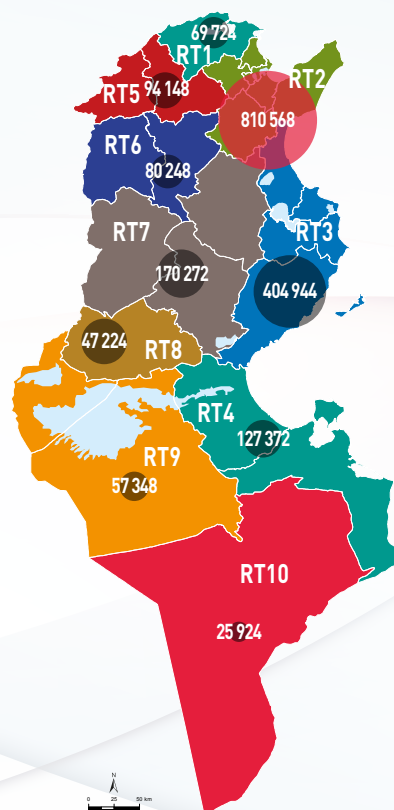 69 724
RT1
RT2
RT5
94 148
810 568
RT6
80 248
RT7
RT3
170 272
404 944
47 224
RT8
RT4
127 372
RT9
57 348
RT10
25 924
N
0 25 50 km